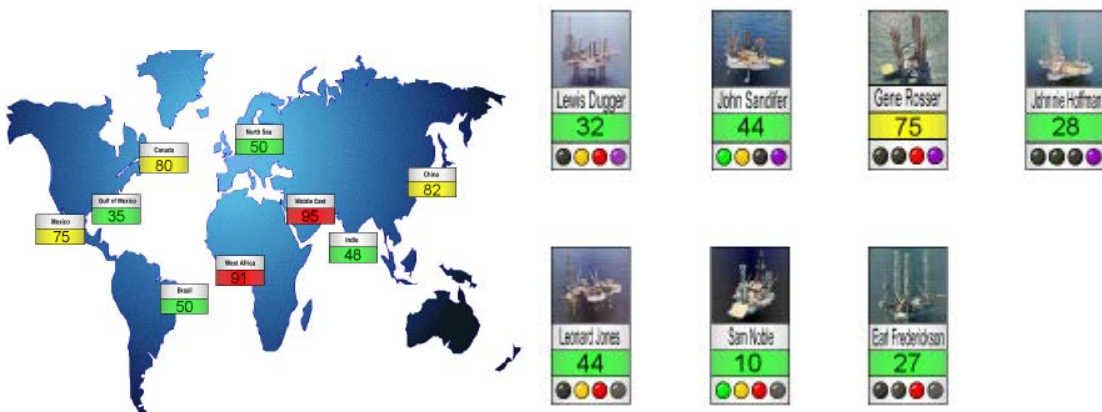 North Sea
50
Canada
80
China
82
Gulf of Mexico
35
Middle East
95
Mexico
75
India
48
West Africa
91
Brazil
50
Lewis Dugger
32
John Sandifer
44
Gene Rosser
75
Johnnie Hoffman
28
Leonard Jones
44
Sam Noble
10
Earl Frederickson
27